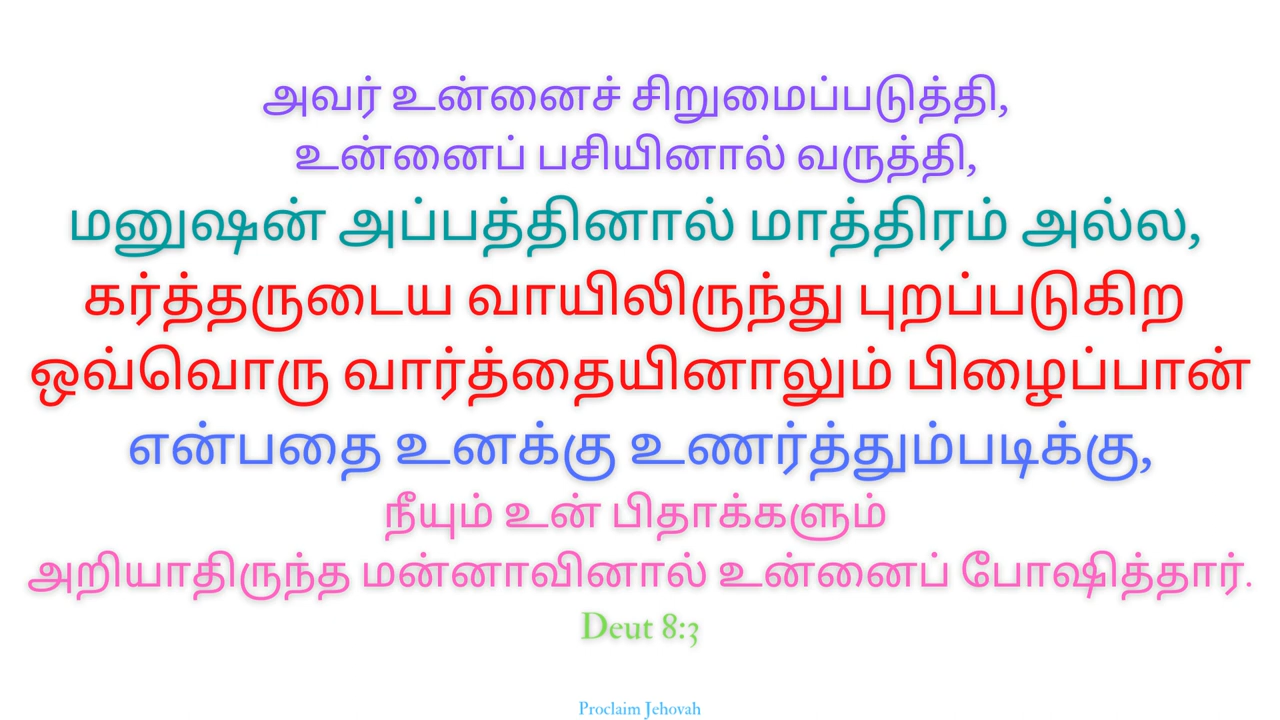 அவர் உன்னைச் சிறுமைப்படுத்தி,
உன்னைப் பசியினால் வருத்தி,
மனுஷன் அப்பத்தினால் மாத்திரம் அல்ல,
கர்த்தருடைய வாயிலிருந்து புறப்படுகிற
ஒவ்வொரு வார்த்தையினாலும் பிழைப்பான்
என்பதை உனக்கு உணர்த்தும்படிக்கு,
நீயும் உன் பிதாக்களும்
அறியாதிருந்த மன்னாவினால் உன்னைப் போஷித்தார்.
Deut 8:3
Proclaim Jehovah